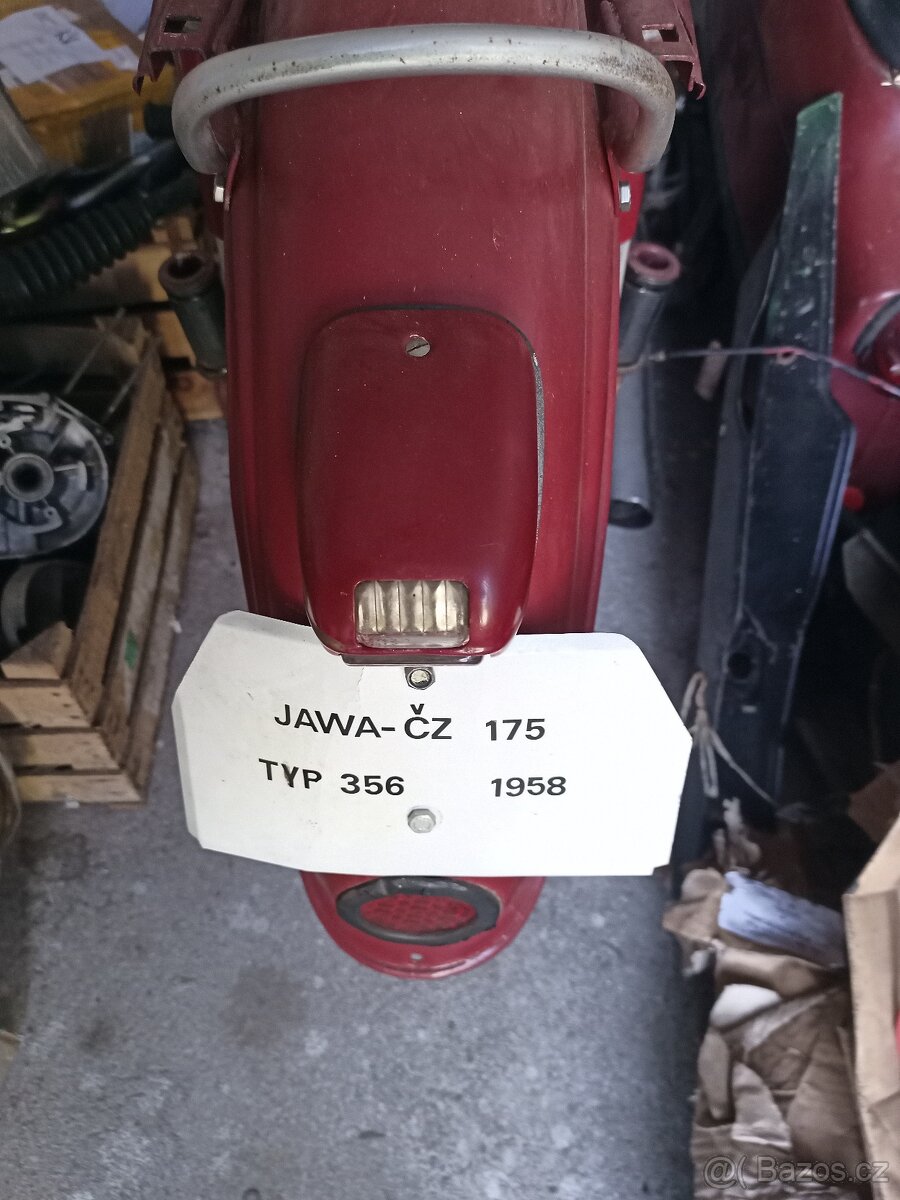 JAWA-ČZ 175
TYP 356 1958
@( Bazos.cz